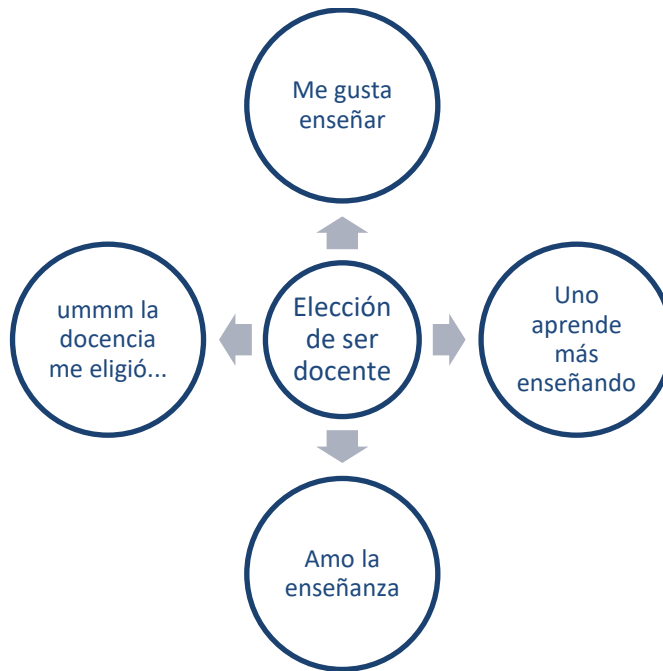 Me gusta
enseñar
ummm la
docencia
me eligió...
Elección
de ser
docente
Uno
aprende
más
enseñando
Amo la
enseñanza